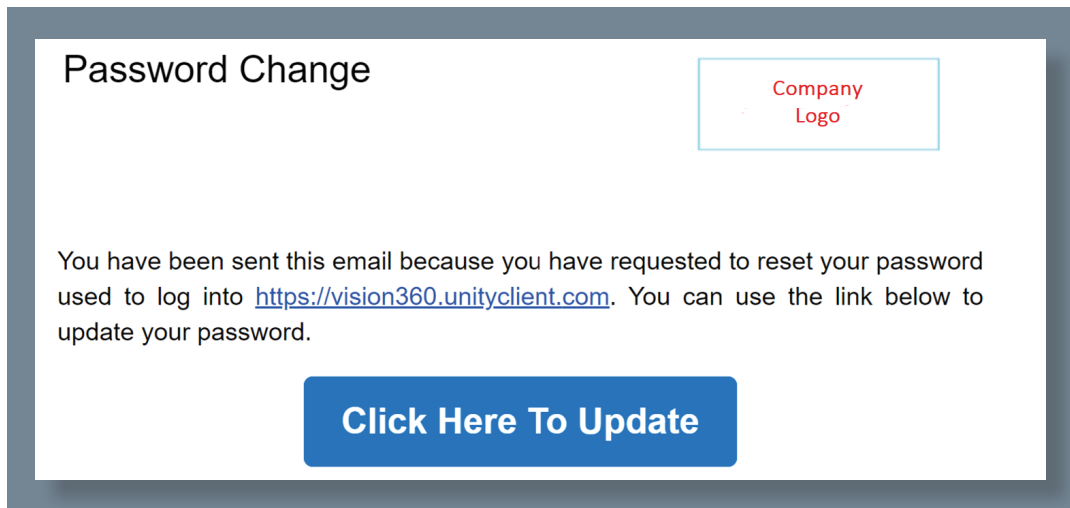 Password Change
Company
Logo
You have been sent this email because you have requested to reset your password
used to log into https://vision360.unityclient.com. You can use the link below to
update your password.
Click Here To Update